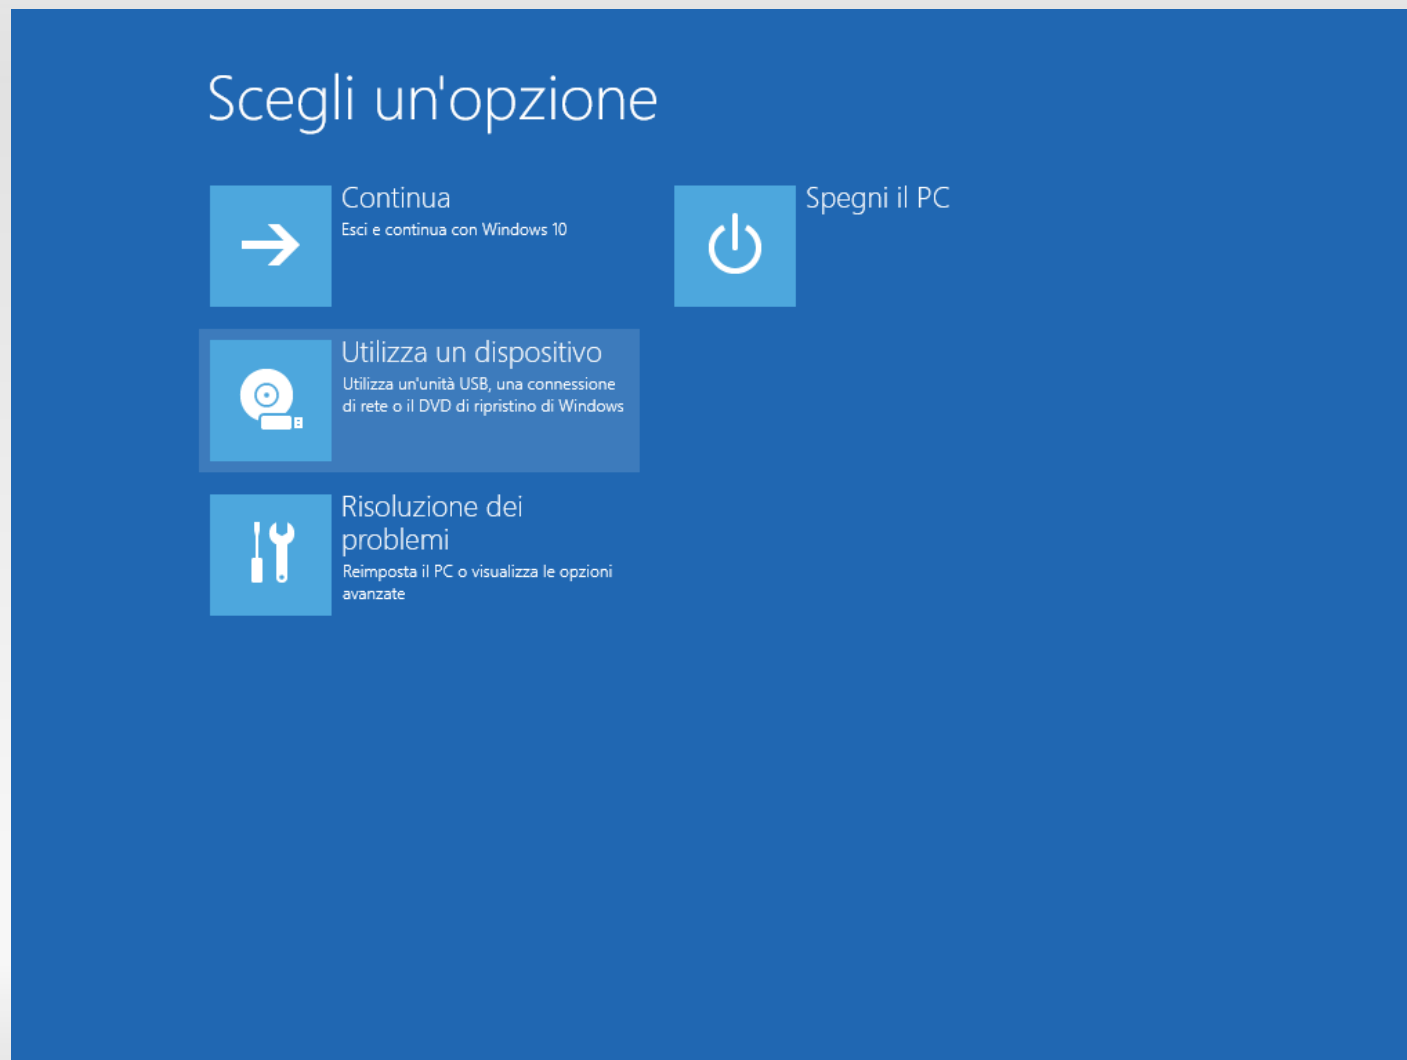 Scegli un'opzione
Continua
Esci e continua con Windows 10
Spegni il PC
Utilizza un dispositivo
Utilizza un'unità USB, una connessione
di rete o il DVD di ripristino di Windows
Risoluzione dei
problemi
Reimposta il PC o visualizza le opzioni
avanzate